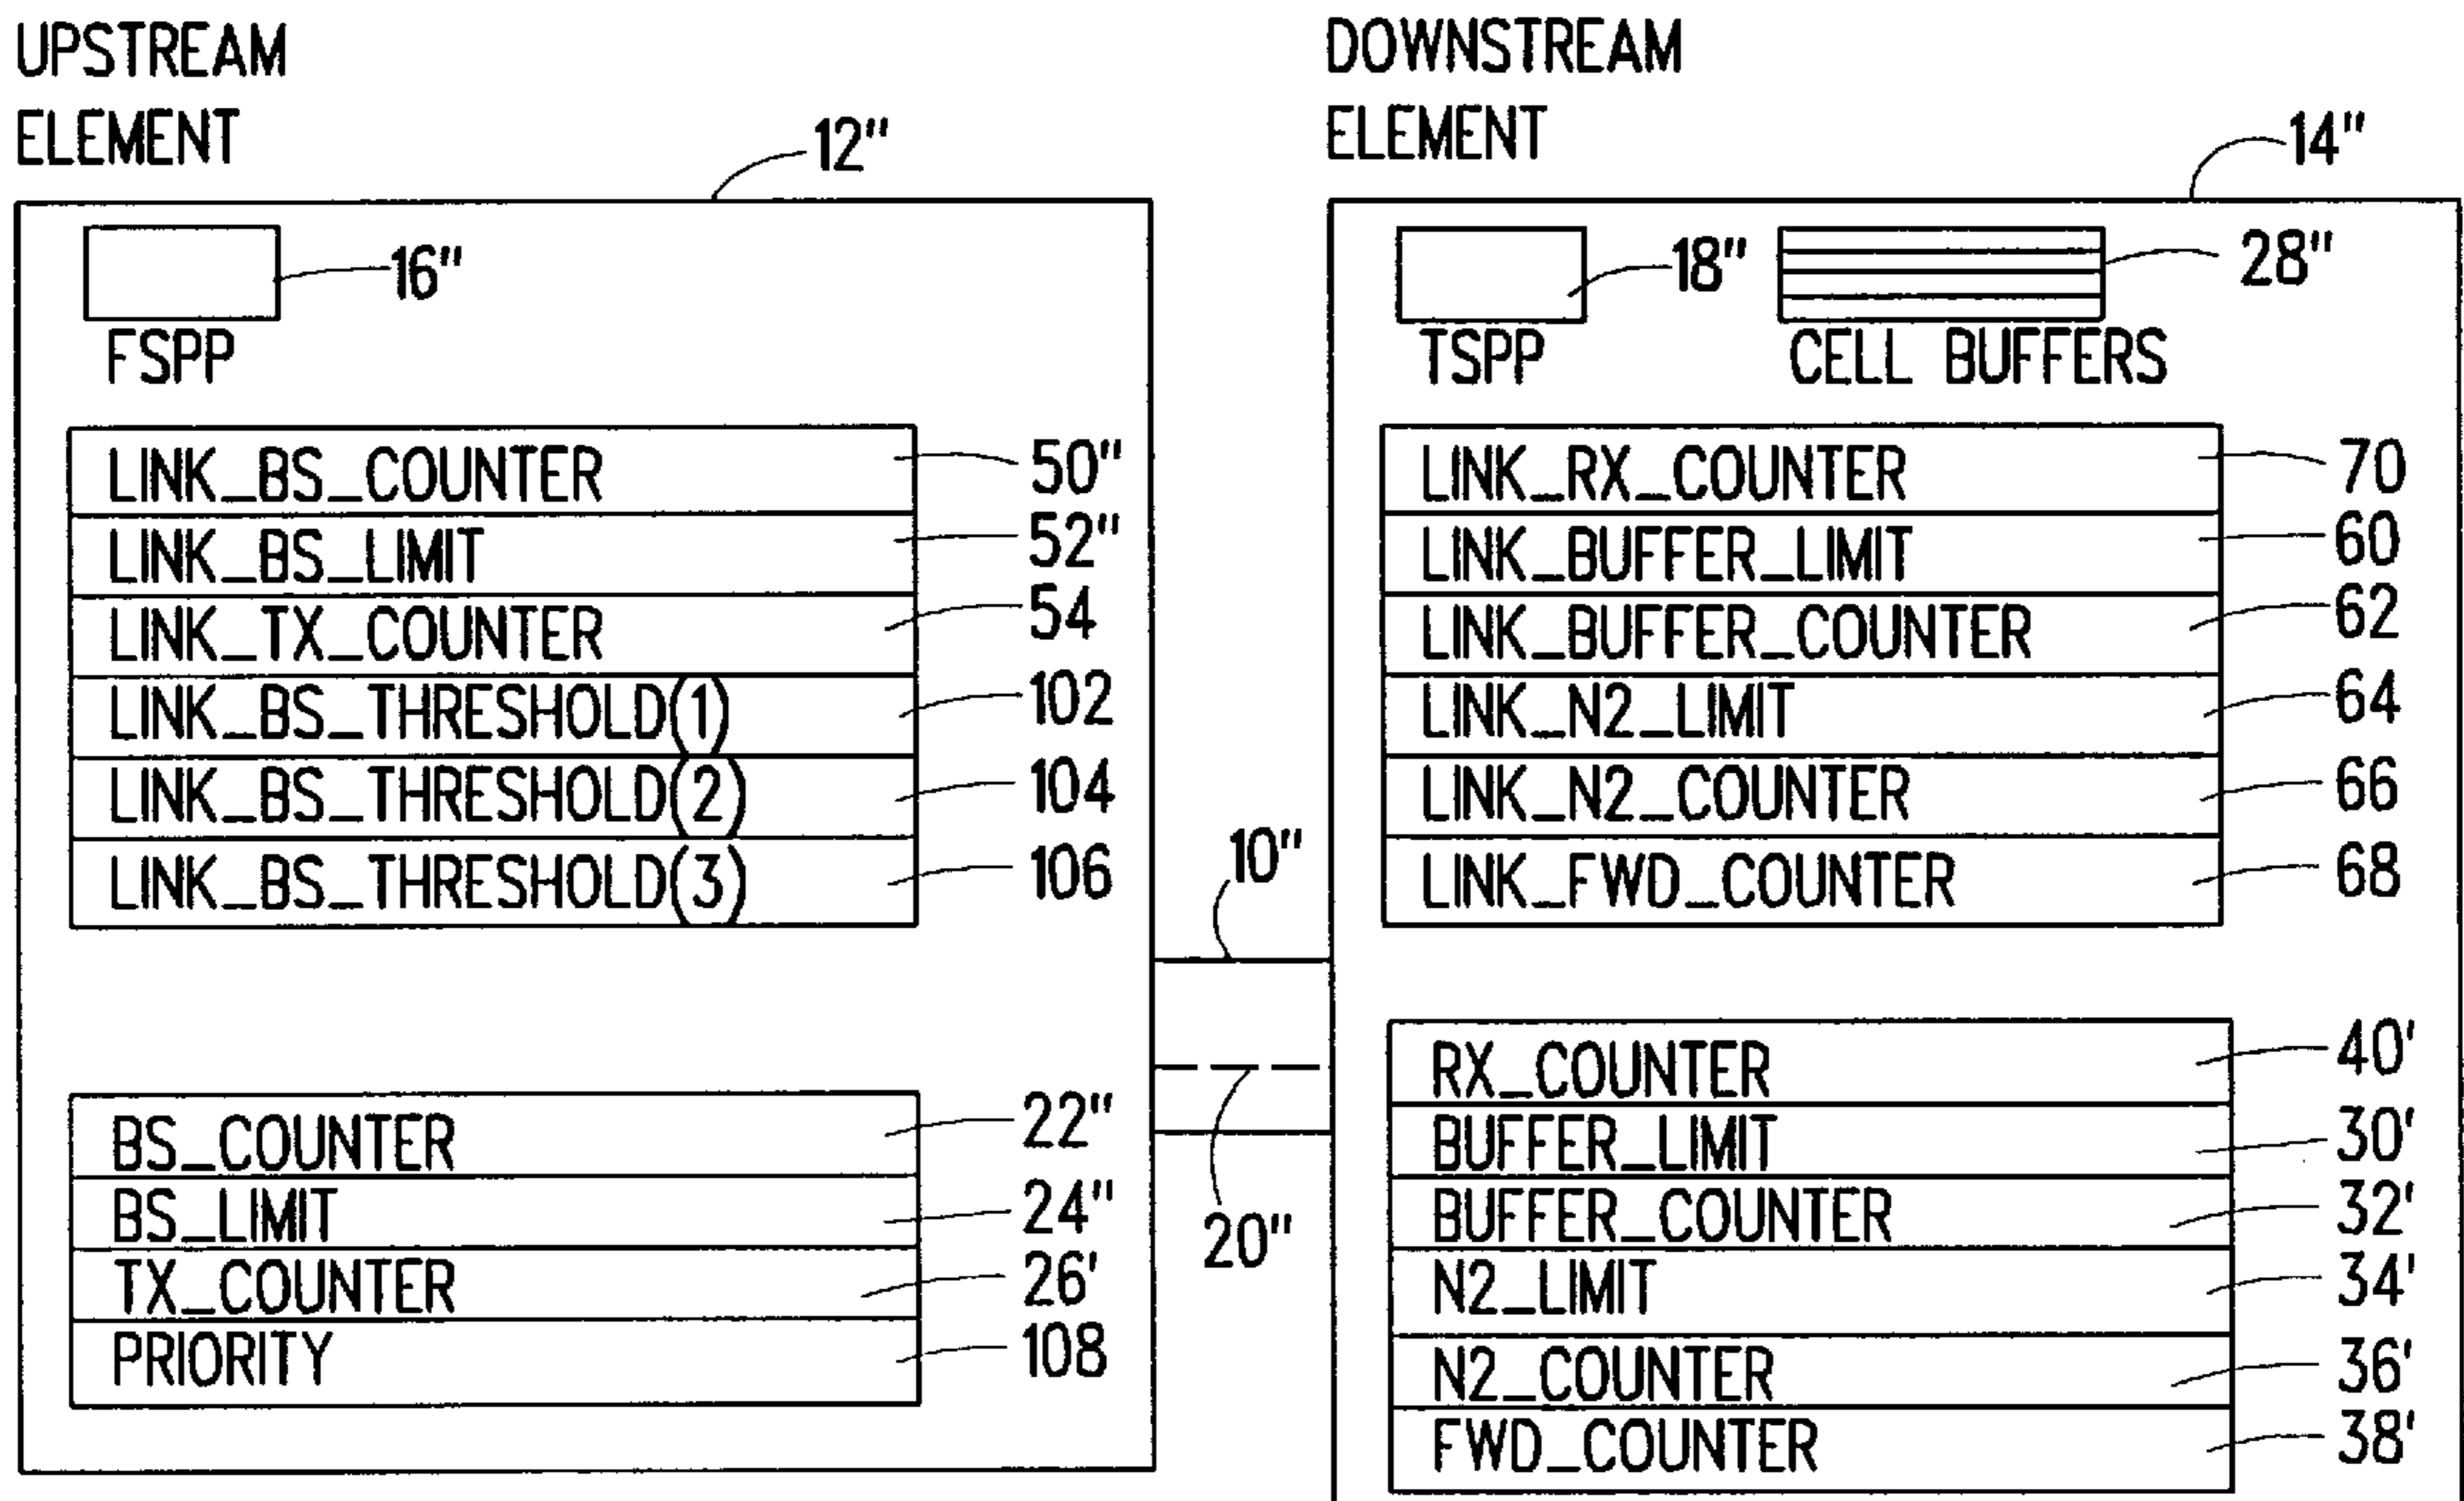 UPSTREAM
ELEMENT
12"
16"
FSPP
LINK_BS_COUNTER 50"
LINK_BS_LIMIT 52"
LINK_TX_COUNTER 54
LINK_BS_THRESHOLD(1) 102
LINK_BS_THRESHOLD(2) 104
LINK_BS_THRESHOLD(3) 106
BS_COUNTER 22"
BS_LIMIT 24"
TX_COUNTER 26'
PRIORITY 108
10"
20"
DOWNSTREAM
ELEMENT
14"
18"
28"
TSPP
CELL BUFFERS
LINK_RX_COUNTER 70
LINK_BUFFER_LIMIT 60
LINK_BUFFER_COUNTER 62
LINK_N2_LIMIT 64
LINK_N2_COUNTER 66
LINK_FWD_COUNTER 68
RX_COUNTER 40'
BUFFER_LIMIT 30'
BUFFER_COUNTER 32'
N2_LIMIT 34'
N2_COUNTER 36'
FWD_COUNTER 38'